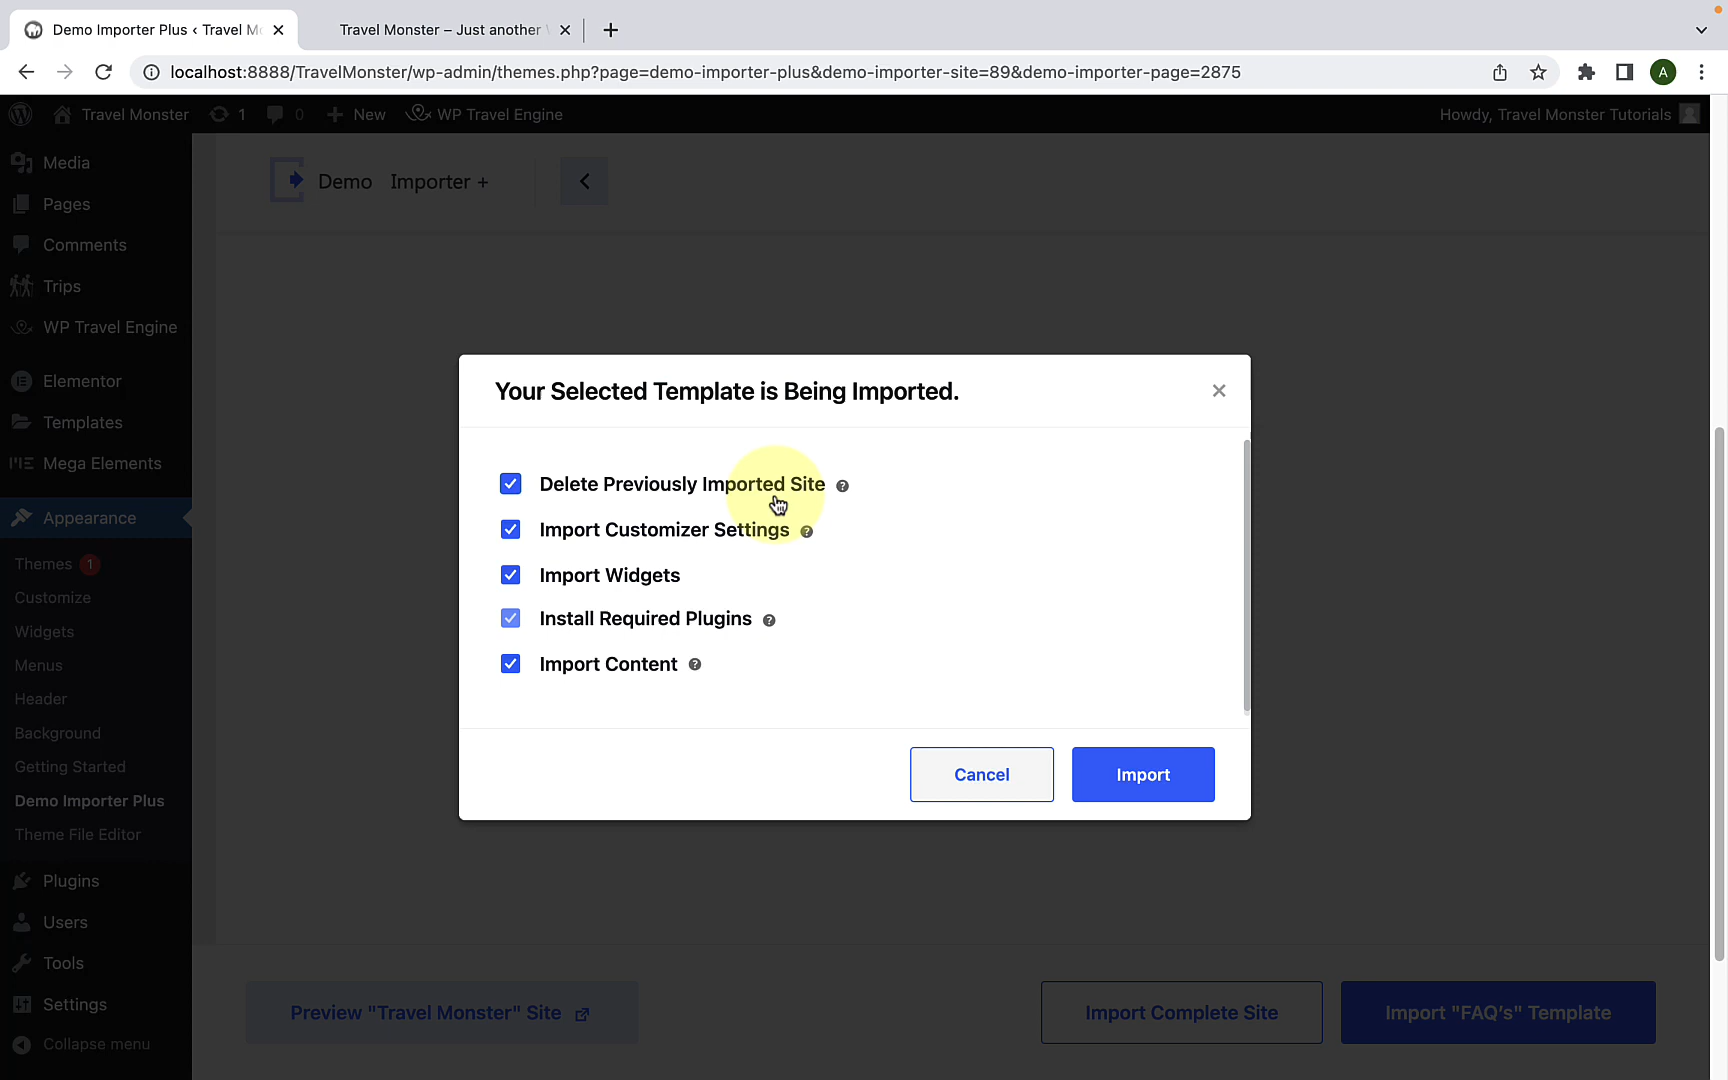 Demo Importer Plus ‹ Travel Mo
Travel Monster – Just another
localhost:8888/TravelMonster/wp-admin/themes.php?page=demo-importer-plus&demo-importer-site=89&demo-importer-page=2875
A
Travel Monster
1
0
New
WP Travel Engine
Howdy, Travel Monster Tutorials
Media
Pages
Comments
Trips
WP Travel Engine
Elementor
Templates
Mega Elements
Appearance
Themes 1
Customize
Widgets
Menus
Header
Background
Getting Started
Demo Importer Plus
Theme File Editor
Plugins
Users
Tools
Settings
Collapse menu
Demo Importer +
Your Selected Template is Being Imported.
Delete Previously Imported Site
Import Customizer Settings
Import Widgets
Install Required Plugins
Import Content
Cancel
Import
Preview "Travel Monster" Site
Import Complete Site
Import "FAQ’s" Template